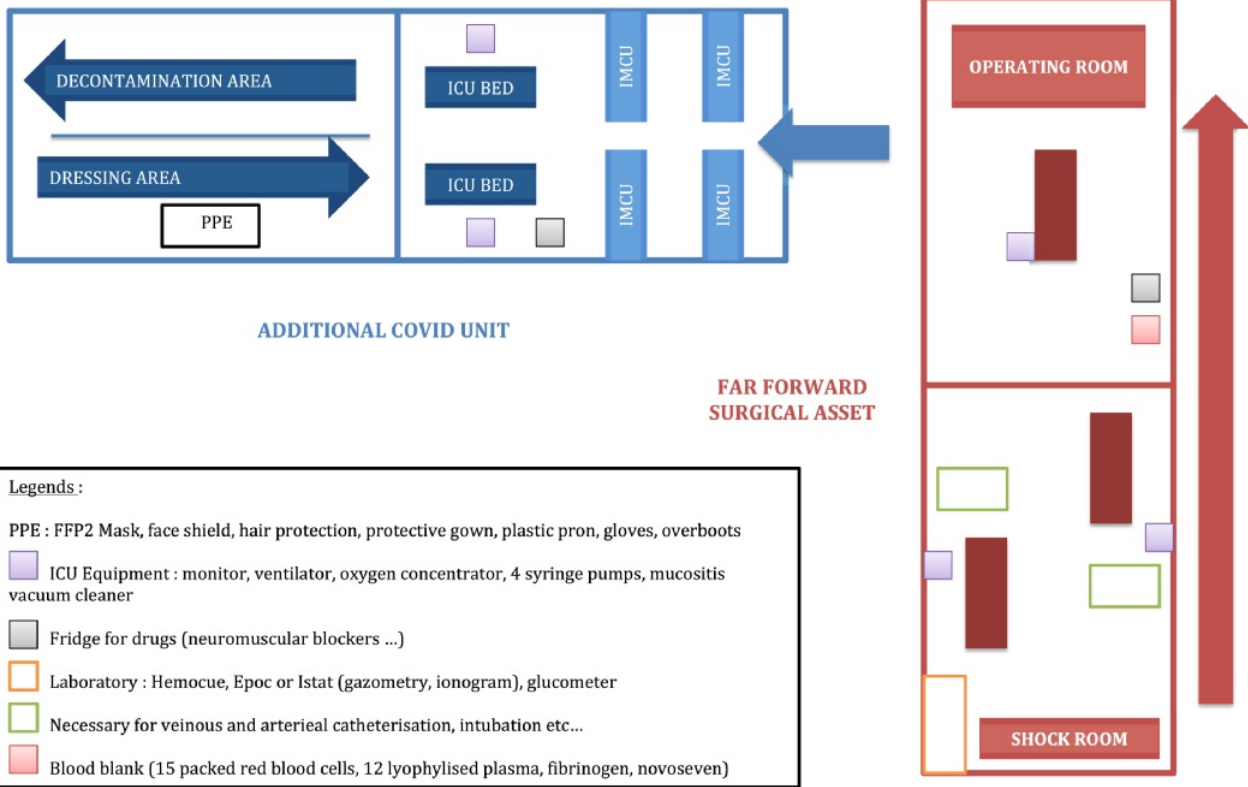 DECONTAMINATION AREA
DRESSING AREA
PPE
ICU BED
ICU BED
IMCU
IMCU
IMCU
IMCU
ADDITIONAL COVID UNIT
OPERATING ROOM
FAR FORWARD
SURGICAL ASSET
SHOCK ROOM
Legends :
PPE : FFP2 Mask, face shield, hair protection, protective gown, plastic pron, gloves, overboots
ICU Equipment : monitor, ventilator, oxygen concentrator, 4 syringe pumps, mucositis
vacuum cleaner
Fridge for drugs (neuromuscular blockers ...)
Laboratory : Hemocue, Epoc or Istat (gazometry, ionogram), glucometer
Necessary for veinous and arterieal catheterisation, intubation etc...
Blood blank (15 packed red blood cells, 12 lyophylised plasma, fibrinogen, novoseven)